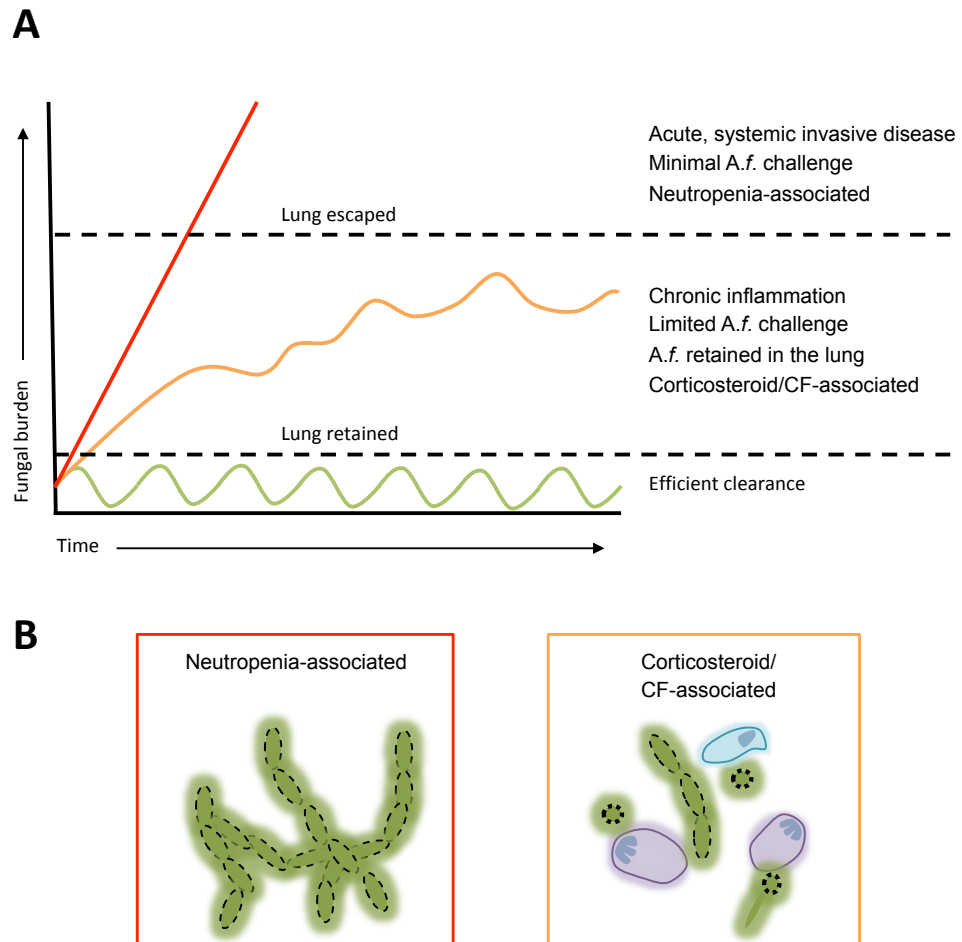 A
Fungal burden
Lung escaped
Lung retained
Time
Acute, systemic invasive disease
Minimal A.f. challenge
Neutropenia-associated
Chronic inflammation
Limited A.f. challenge
A.f. retained in the lung
Corticosteroid/CF-associated
Efficient clearance
B
Neutropenia-associated
Corticosteroid/
CF-associated